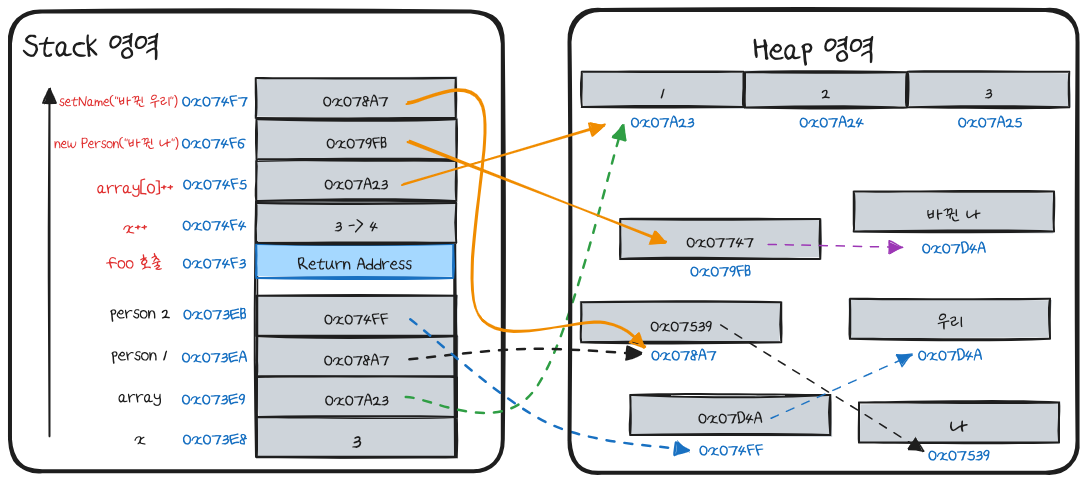 Stack 영역
setName("바뀐 우리") 0x074F7 0x078A7
new Person("바뀐 나") 0x074F6 0x079FB
array[0]++ 0x074F5 0x07A23
x++ 0x074F4 3 -> 4
foo 호출 0x074F3 Return Address
person 2 0x073EB 0x074FF
person 1 0x073EA 0x078A7
array 0x073E9 0x07A23
x 0x073E8 3
Heap 영역
1 2 3
0x07A23 0x07A24 0x07A25
바뀐 나
0x07747 0x07D4A
0x079FB
0x07539 우리
0x078A7 0x07D4A
0x07D4A 나
0x074FF 0x07539